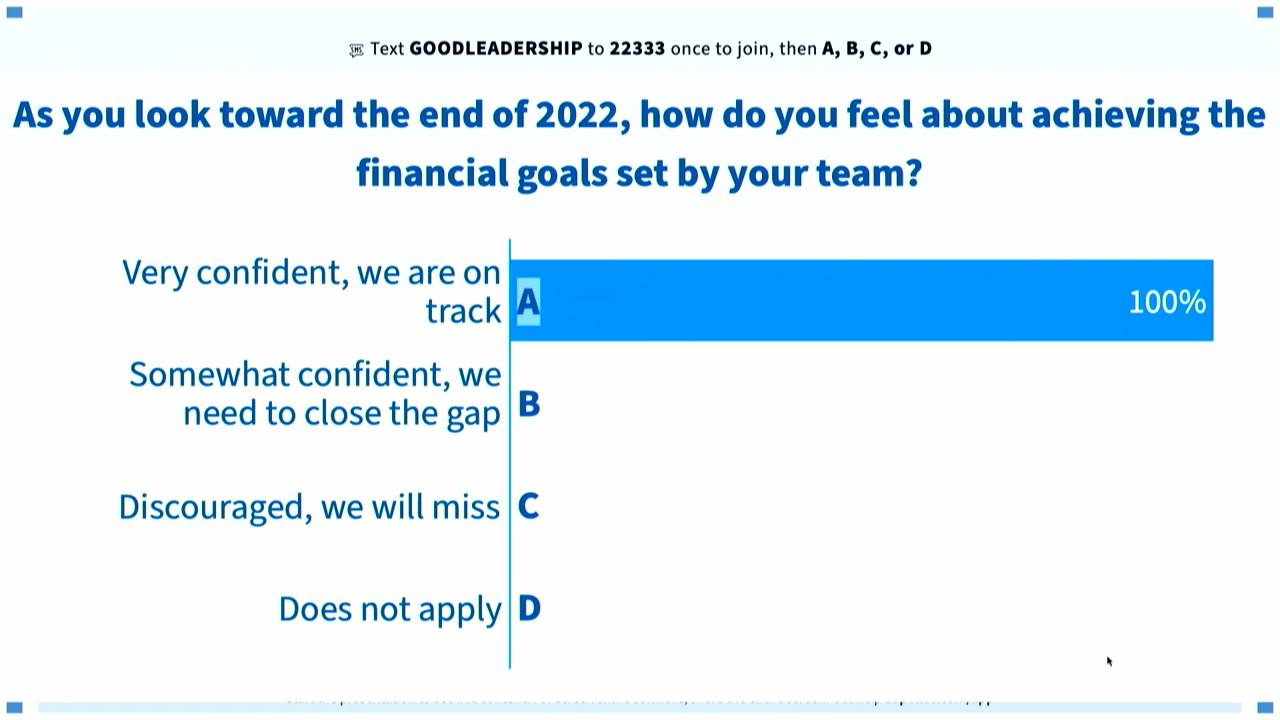 Text GOODLEADERSHIP to 22333 once to join, then A, B, C, or D
As you look toward the end of 2022, how do you feel about achieving the
financial goals set by your team?
Very confident, we are on
track
A
100%
Somewhat confident, we
need to close the gap
B
Discouraged, we will miss
C
Does not apply
D